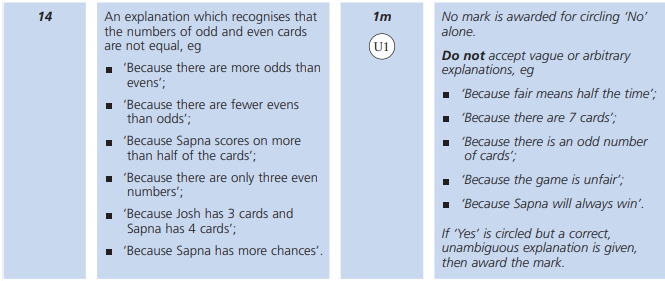 14
An explanation which recognises that
the numbers of odd and even cards
are not equal, eg
■ ‘Because there are more odds than
evens’;
■ ‘Because there are fewer evens
than odds’;
■ ‘Because Sapna scores on more
than half of the cards’;
■ ‘Because there are only three even
numbers’;
■ ‘Because Josh has 3 cards and
Sapna has 4 cards’;
■ ‘Because Sapna has more chances’.
1m
U1
No mark is awarded for circling ‘No’
alone.
Do not accept vague or arbitrary
explanations, eg
■ ‘Because fair means half the time’;
■ ‘Because there are 7 cards’;
■ ‘Because there is an odd number
of cards’;
■ ‘Because the game is unfair’;
■ ‘Because Sapna will always win’.
If ‘Yes’ is circled but a correct,
unambiguous explanation is given,
then award the mark.